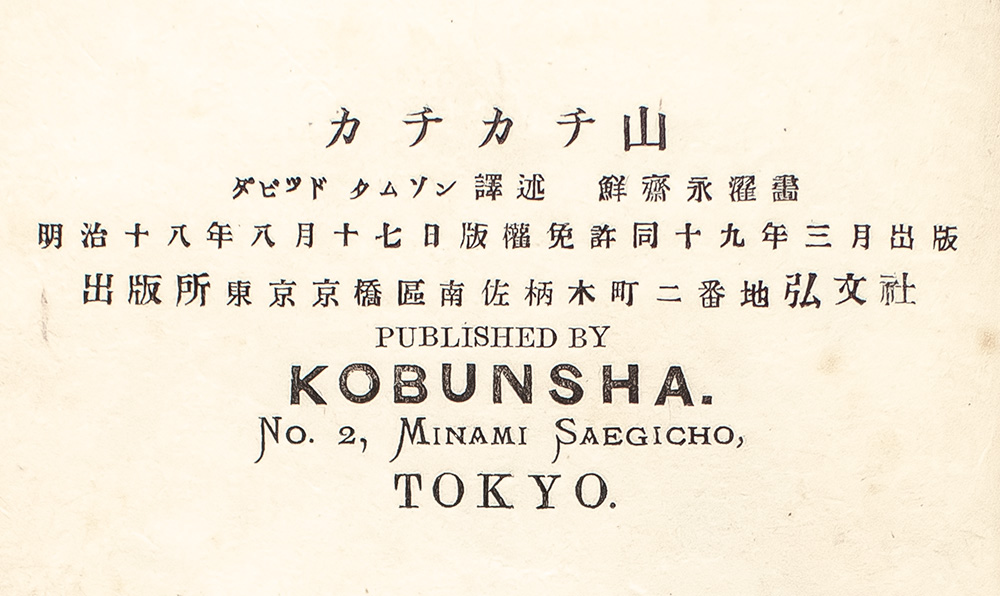 カチカチ山
ダビツド タムソン 譯述 鮮齋永濯畫
明治十八年八月十七日版權免許同十九年三月出版
出版所東京京橋區南佐柄木町二番地弘文社
PUBLISHED BY
KOBUNSHA.
No. 2, MINAMI SAEGICHO,
TOKYO.